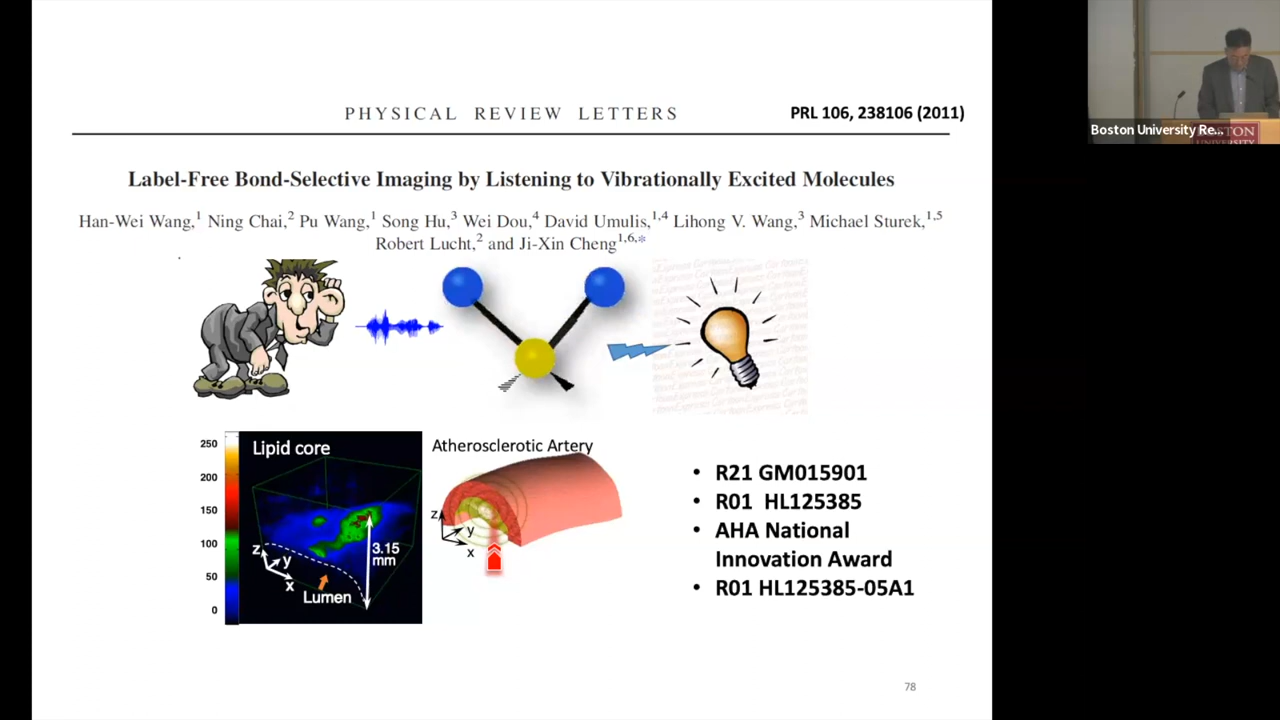 PHYSICAL REVIEW LETTERS
PRL 106, 238106 (2011)
Label-Free Bond-Selective Imaging by Listening to Vibrationally Excited Molecules
Han-Wei Wang,1 Ning Chai,2 Pu Wang,1 Song Hu,3 Wei Dou,4 David Umulis,1,4 Lihong V. Wang,3 Michael Sturek,1,5
Robert Lucht,2 and Ji-Xin Cheng1,6,*
250
200
150
100
50
0
Lipid core
z
y
x
3.15
mm
Lumen
Atherosclerotic Artery
z
y
x
• R21 GM015901
• R01 HL125385
• AHA National
Innovation Award
• R01 HL125385-05A1
78
Boston University Re...
BOSTON
UNIVERSITY